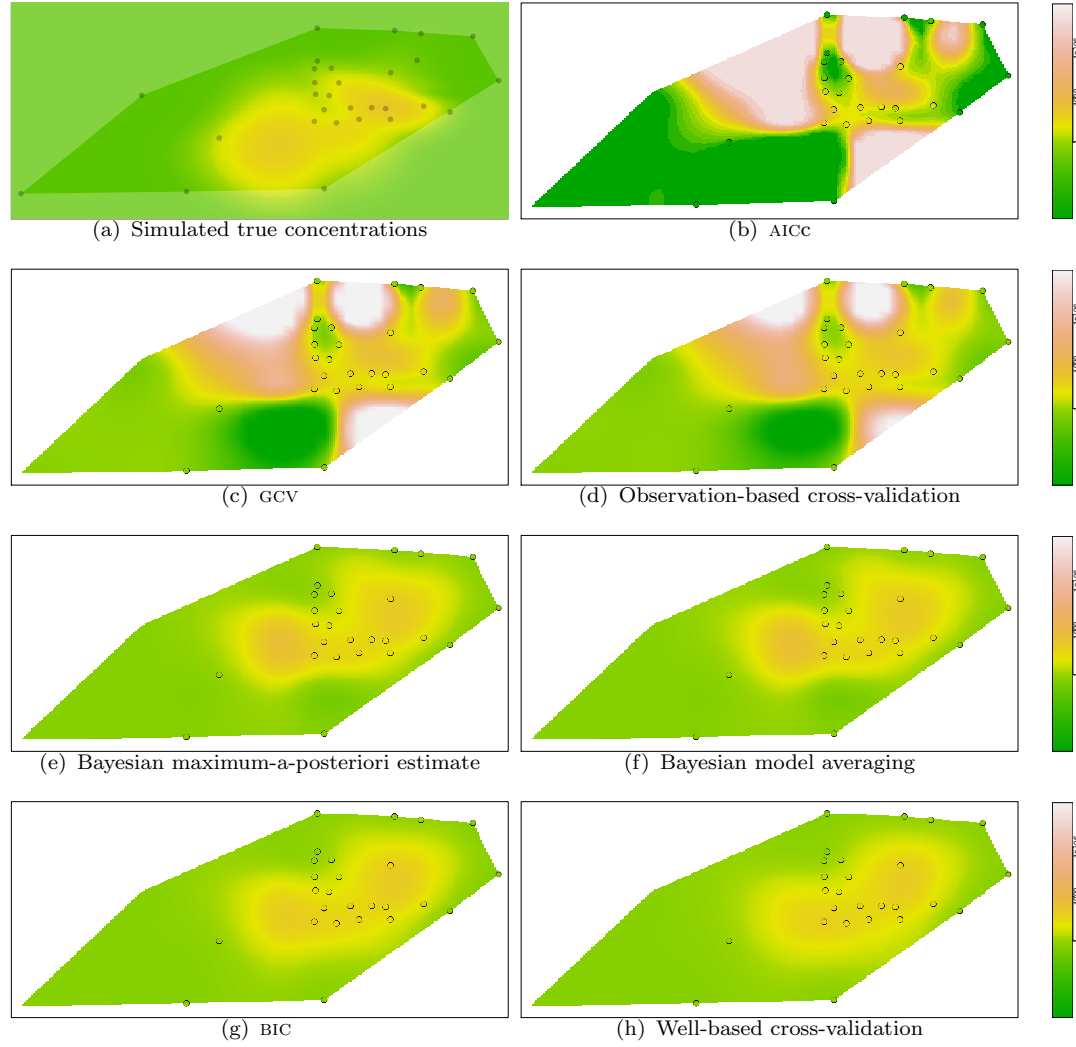 (a) Simulated true concentrations
(b) AICc
(c) GCV
(d) Observation-based cross-validation
(e) Bayesian maximum-a-posteriori estimate
(f) Bayesian model averaging
(g) BIC
(h) Well-based cross-validation